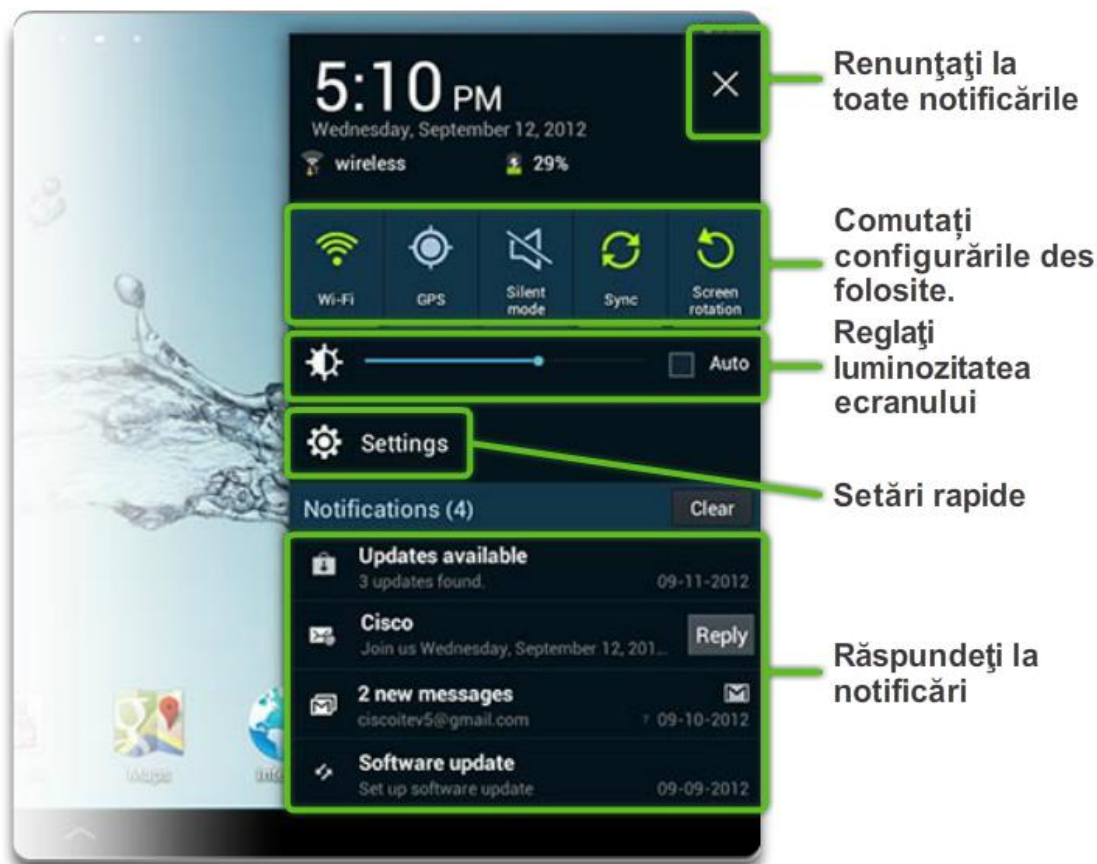 5:10 PM
Wednesday, September 12, 2012
wireless 29%
Renunţaţi la
toate notificările
Wi-Fi
GPS
Silent
mode
Sync
Screen
rotation
Comutați
configurările des
folosite.
Auto
Reglaţi
luminozitatea
ecranului
Settings
Setări rapide
Notifications (4) Clear
Updates available
3 updates found. 09-11-2012
Cisco
Join us Wednesday, September 12, 201...
Reply
2 new messages
ciscoitev5@gmail.com 7 09-10-2012
Software update
Set up software update 09-09-2012
Răspundeţi la
notificări
Maps